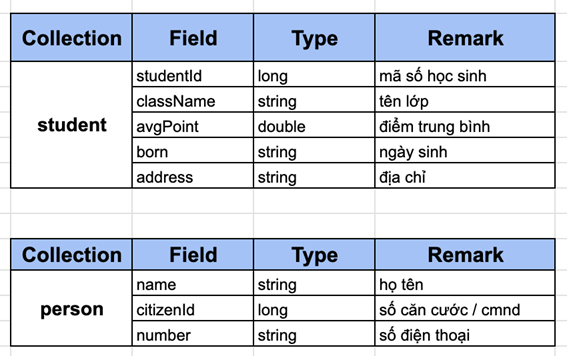 Collection Field Type Remark
student studentId long mã số học sinh
className string tên lớp
avgPoint double điểm trung bình
born string ngày sinh
address string địa chỉ
Collection Field Type Remark
person name string họ tên
citizenId long số căn cước / cmnd
number string số điện thoại